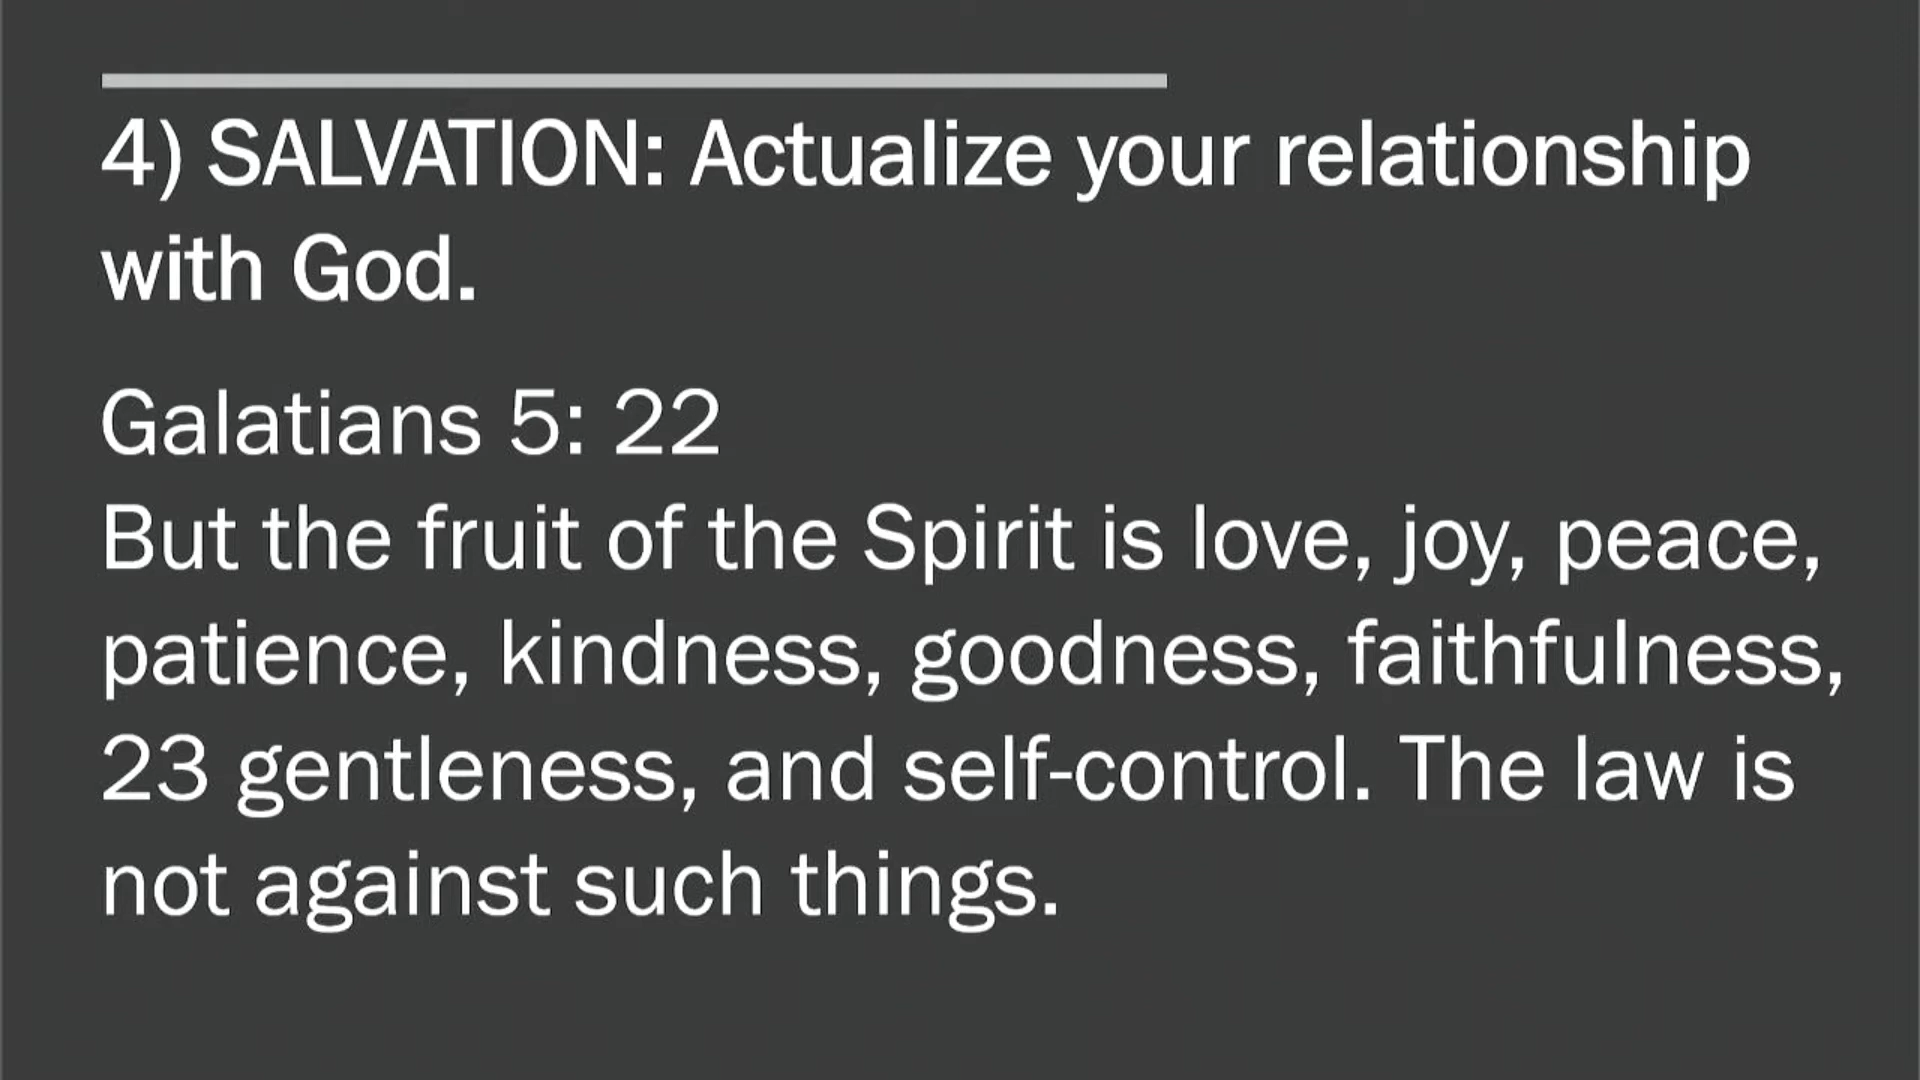 4) SALVATION: Actualize your relationship
with God.
Galatians 5: 22
But the fruit of the Spirit is love, joy, peace,
patience, kindness, goodness, faithfulness,
23 gentleness, and self-control. The law is
not against such things.